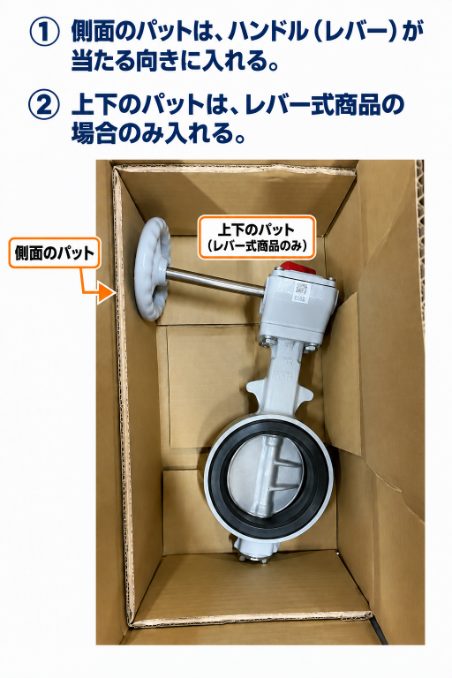 ① 側面のパットは、ハンドル（レバー）が
当たる向きに入れる。
② 上下のパットは、レバー式商品の
場合のみ入れる。
上下のパット
（レバー式商品のみ）
側面のパット